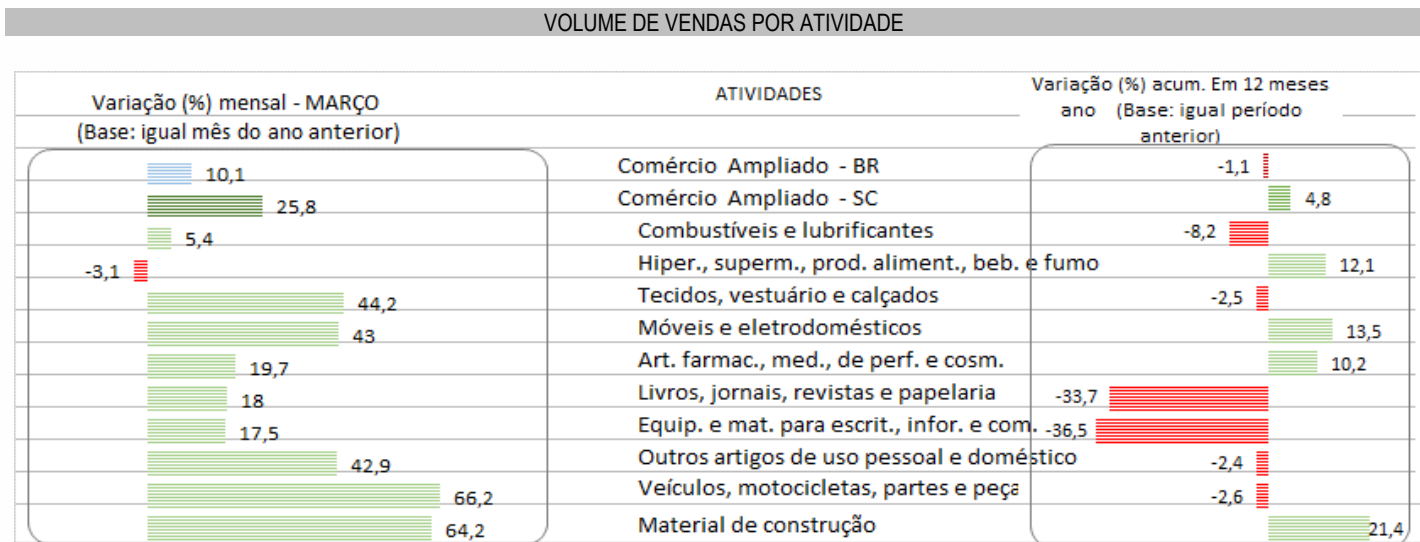 VOLUME DE VENDAS POR ATIVIDADE
Variação (%) mensal - MARÇO
(Base: igual mês do ano anterior)
ATIVIDADES
Variação (%) acum. Em 12 meses
ano (Base: igual período
anterior)
10,1 Comércio Ampliado - BR -1,1
25,8 Comércio Ampliado - SC 4,8
5,4 Combustíveis e lubrificantes -8,2
-3,1 Hiper., superm., prod. aliment., beb. e fumo 12,1
44,2 Tecidos, vestuário e calçados -2,5
43 Móveis e eletrodomésticos 13,5
19,7 Art. farmac., med., de perf. e cosm. 10,2
18 Livros, jornais, revistas e papelaria -33,7
17,5 Equip. e mat. para escrit., infor. e com. -36,5
42,9 Outros artigos de uso pessoal e doméstico -2,4
66,2 Veículos, motocicletas, partes e peça -2,6
64,2 Material de construção 21,4